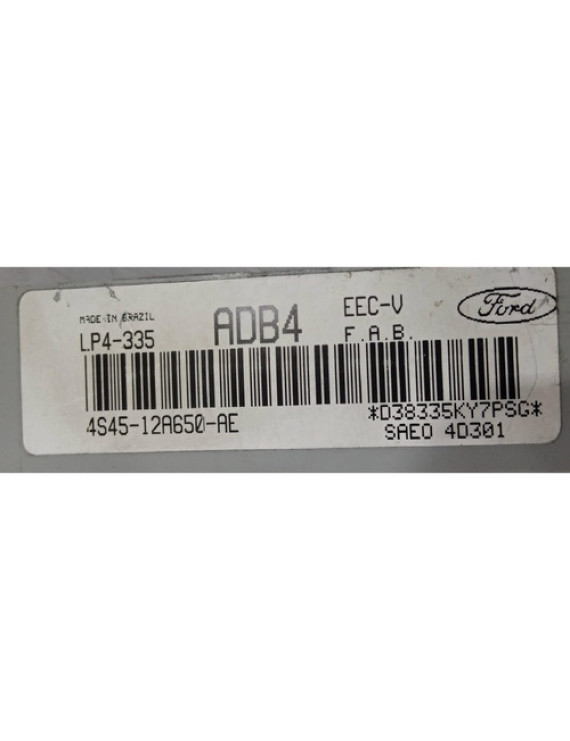 MADE IN BRAZIL
LP4-335
ADB4
EEC-V
F.A.B.
Ford
4S45-12A650-AE
*D38335KY7PSG*
SAEO 4D301